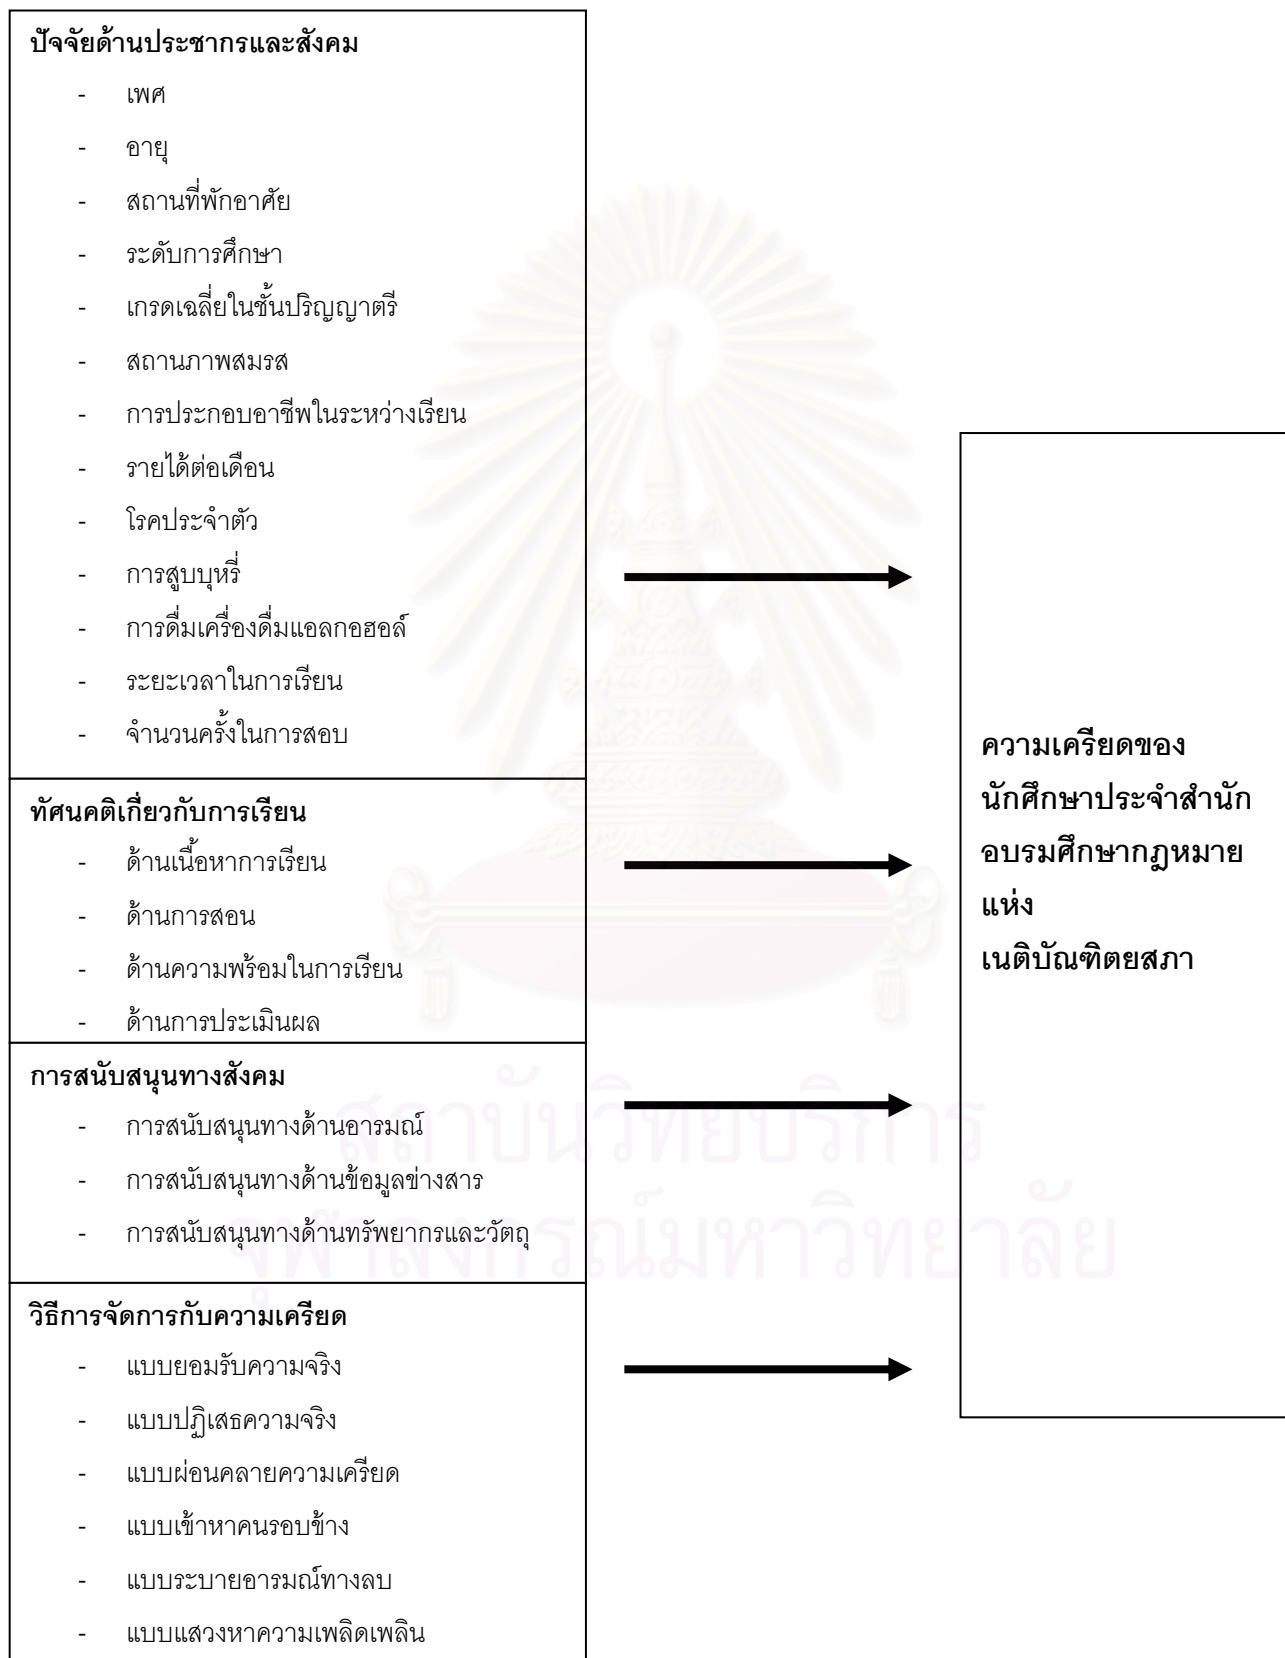 ปัจจัยด้านประชากรและสังคม
- เพศ
- อายุ
- สถานที่พักอาศัย
- ระดับการศึกษา
- เกรดเฉลี่ยในชั้นปริญญาตรี
- สถานภาพสมรส
- การประกอบอาชีพในระหว่างเรียน
- รายได้ต่อเดือน
- โรคประจำตัว
- การสูบบุหรี่
- การดื่มเครื่องดื่มแอลกอฮอล์
- ระยะเวลาในการเรียน
- จำนวนครั้งในการสอบ
ทัศนคติเกี่ยวกับการเรียน
- ด้านเนื้อหาการเรียน
- ด้านการสอน
- ด้านความพร้อมในการเรียน
- ด้านการประเมินผล
การสนับสนุนทางสังคม
- การสนับสนุนทางด้านอารมณ์
- การสนับสนุนทางด้านข้อมูลข่างสาร
- การสนับสนุนทางด้านทรัพยากรและวัตถุ
วิธีการจัดการกับความเครียด
- แบบยอมรับความจริง
- แบบปฏิเสธความจริง
- แบบผ่อนคลายความเครียด
- แบบเข้าหาคนรอบข้าง
- แบบระบายอารมณ์ทางลบ
- แบบแสวงหาความเพลิดเพลิน
ความเครียดของ
นักศึกษาประจำสำนัก
อบรมศึกษากฎหมาย
แห่ง
เนติบัณฑิตยสภา
สถาบันวิทยบริการ
จุฬาลงกรณ์มหาวิทยาลัย